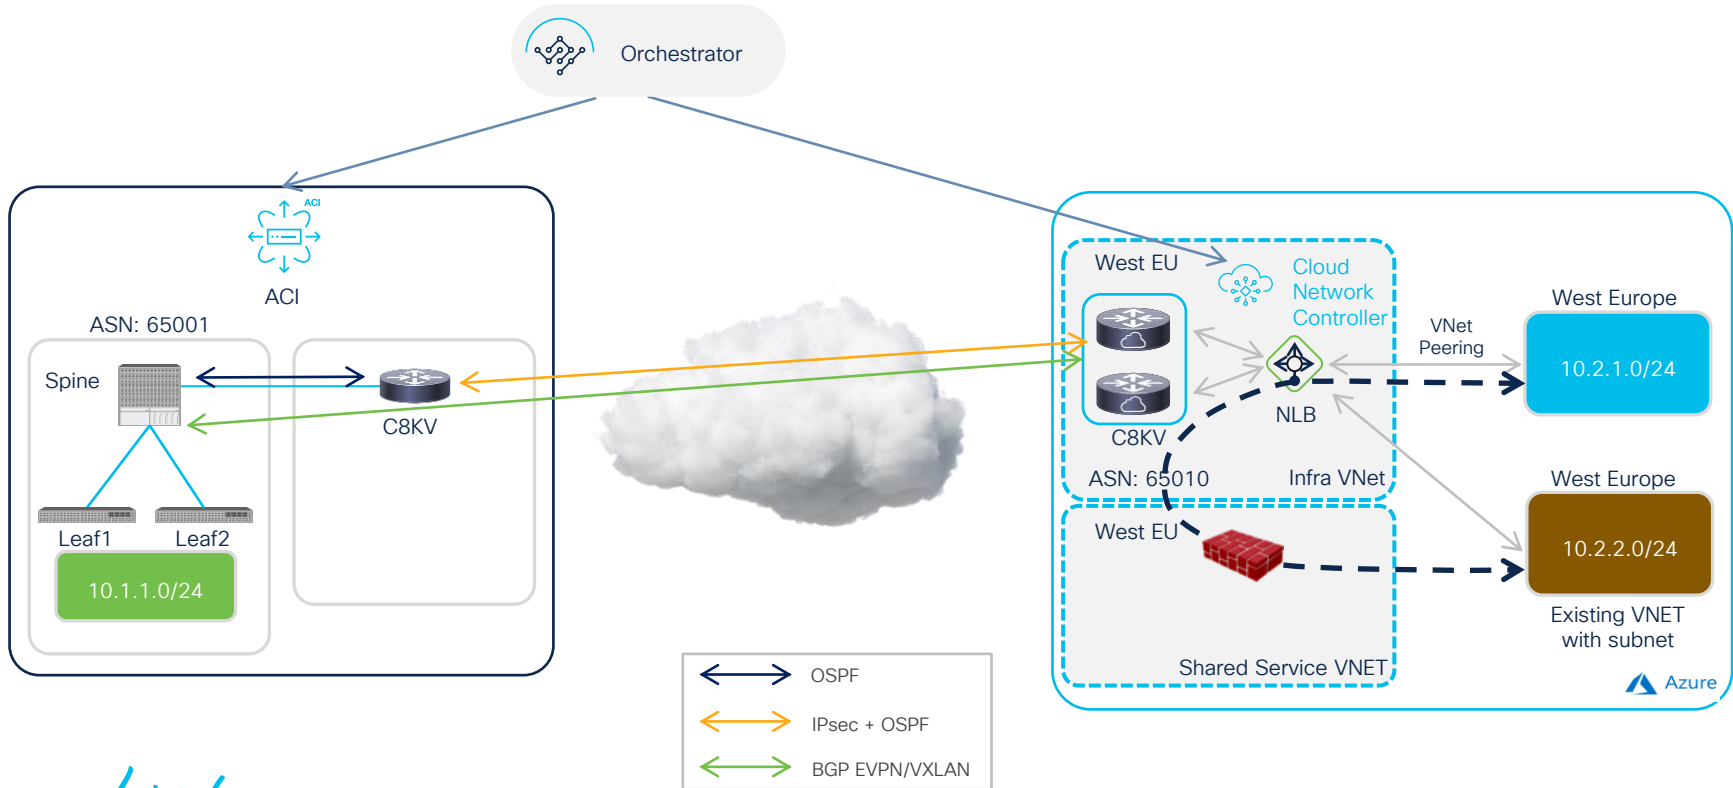 Orchestrator
ACI
ACI
ASN: 65001
Spine
C8KV
Leaf1
Leaf2
10.1.1.0/24
West EU
Cloud
Network
Controller
C8KV
NLB
ASN: 65010
Infra VNet
VNet
Peering
West Europe
10.2.1.0/24
West Europe
10.2.2.0/24
Existing VNET
with subnet
West EU
Shared Service VNET
Azure
OSPF
IPsec + OSPF
BGP EVPN/VXLAN